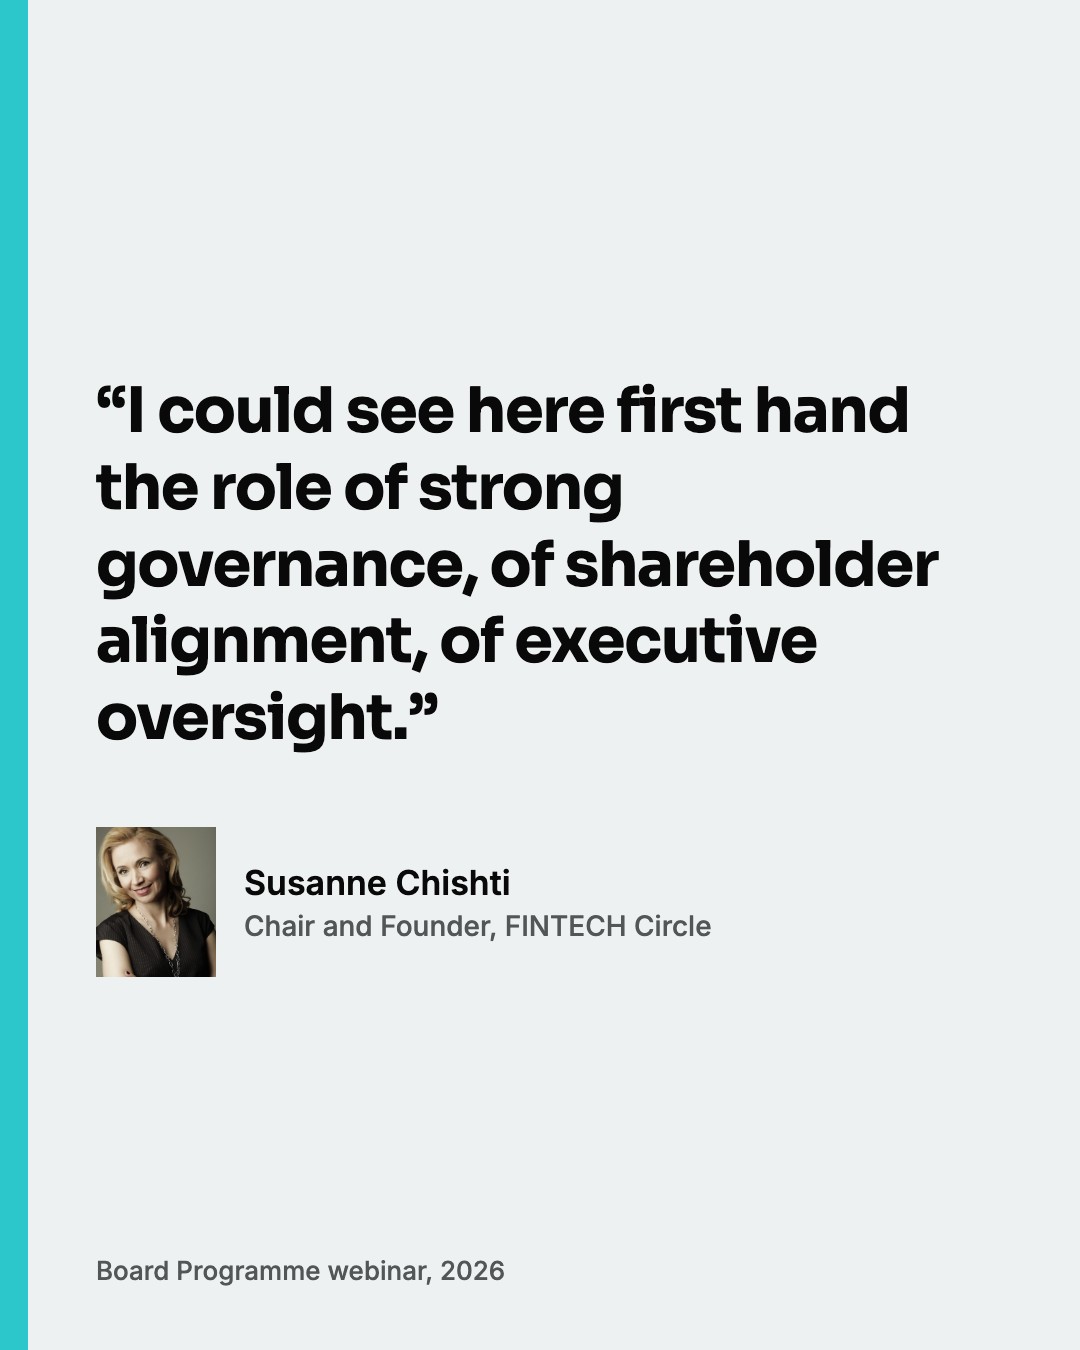 “I could see here first hand
the role of strong
governance, of shareholder
alignment, of executive
oversight.”
Susanne Chishti
Chair and Founder, FINTECH Circle
Board Programme webinar, 2026